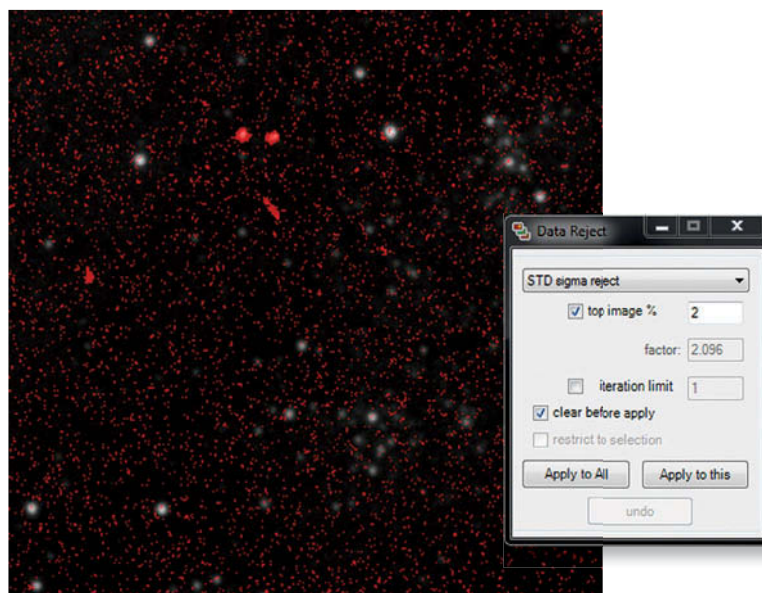 Data Reject
STD sigma reject
top image % 2
factor: 2.096
iteration limit 1
clear before apply
restrict to selection
Apply to All Apply to this
undo